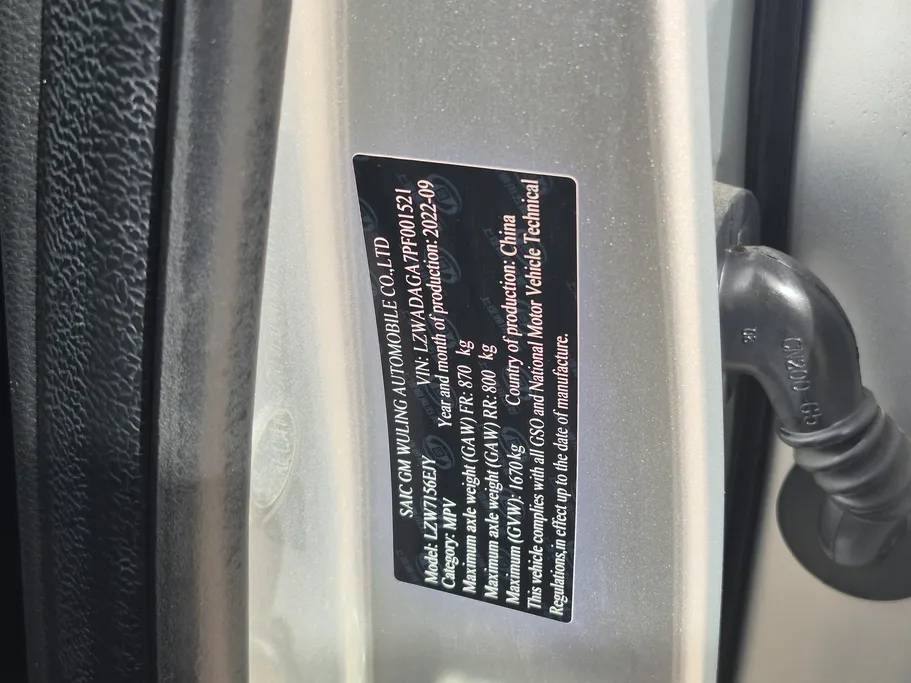 SAIC GM WULING AUTOMOBILE CO.,LTD
Model: LZW7156EJY VIN: LZWADAGA7PF001521
Category: MPV Year and month of production: 2022-09
Maximum axle weight (GAW) FR: 870 kg
Maximum axle weight (GAW) RR: 800 kg
Maximum (GVW): 1670 kg Country of production: China
This vehicle complies with all GSO and National Motor Vehicle Technical
Regulations,in effect up to the date of manufacture.